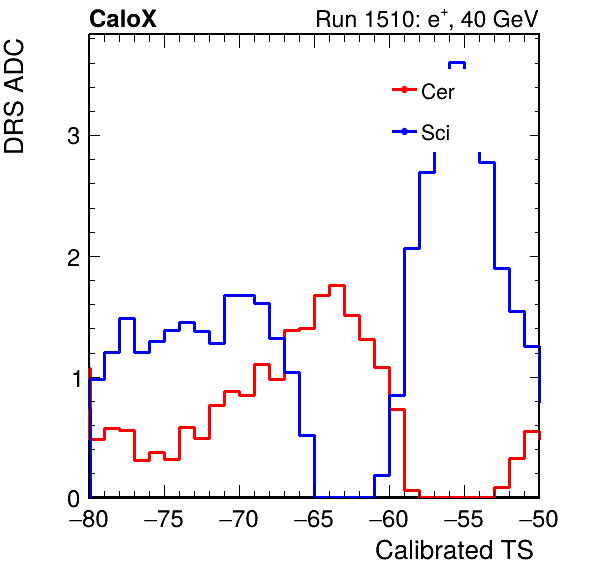 CaloX Run 1510: e⁺, 40 GeV
DRS ADC
Cer
Sci
3
2
1
0
−80 −75 −70 −65 −60 −55 −50
Calibrated TS